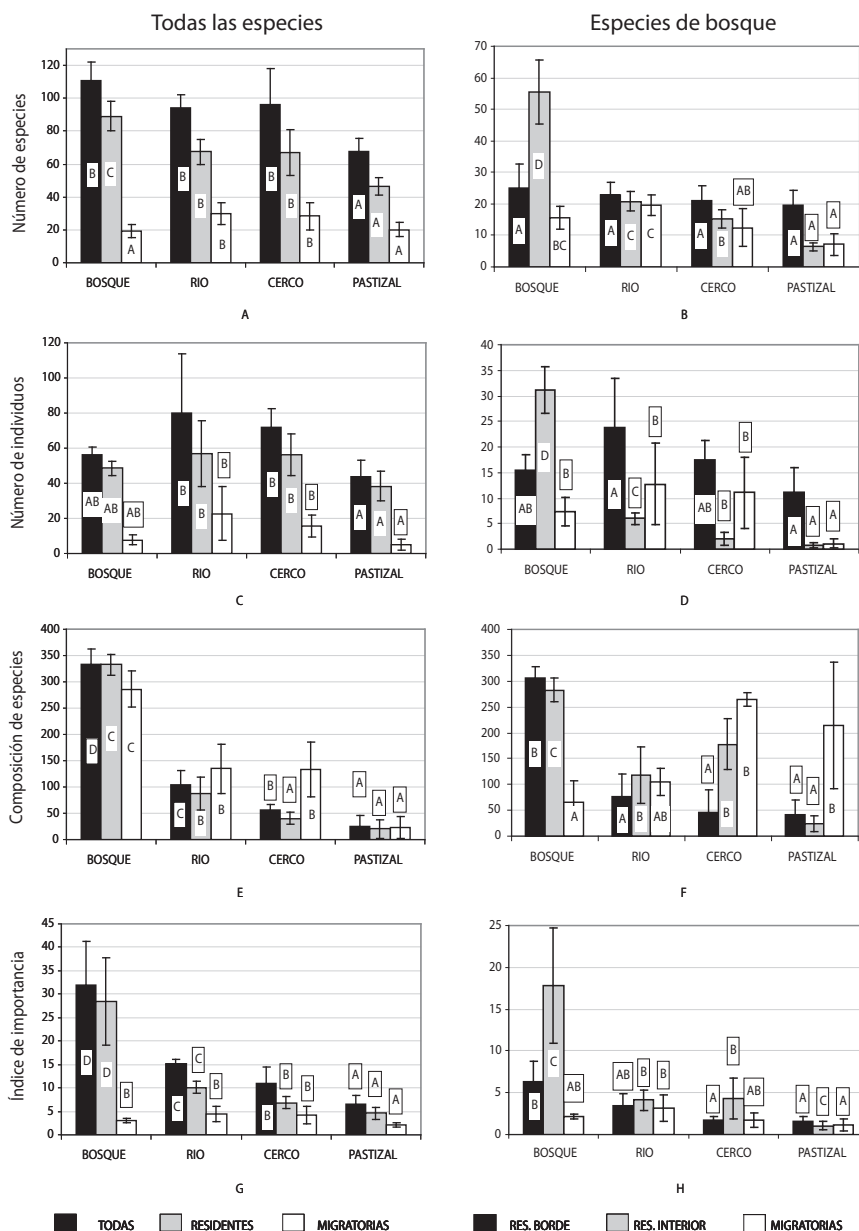 Todas las especies
Especies de bosque
Número de especies
120
100
80
60
40
20
0
B
C
A
B
B
B
B
B
B
A
A
A
BOSQUE RIO CERCO PASTIZAL
A
70
60
50
40
30
20
10
0
A
D
BC
A
C
C
A
B
AB
A
A
A
BOSQUE RIO CERCO PASTIZAL
B
Número de individuos
120
100
80
60
40
20
0
AB
AB
AB
B
B
B
B
B
B
A
A
A
BOSQUE RIO CERCO PASTIZAL
C
40
35
30
25
20
15
10
5
0
AB
D
B
A
C
B
AB
B
B
A
A
A
BOSQUE RIO CERCO PASTIZAL
D
Composición de especies
400
350
300
250
200
150
100
50
0
D
C
C
C
B
B
B
A
B
A
A
A
BOSQUE RIO CERCO PASTIZAL
E
400
350
300
250
200
150
100
50
0
B
C
A
A
B
AB
A
B
B
A
A
B
BOSQUE RIO CERCO PASTIZAL
F
Índice de importancia
45
40
35
30
25
20
15
10
5
0
D
D
B
C
C
B
B
B
B
A
A
A
BOSQUE RIO CERCO PASTIZAL
G
25
20
15
10
5
0
B
C
AB
AB
B
B
A
B
AB
A
C
A
BOSQUE RIO CERCO PASTIZAL
H
TODAS RESIDENTES MIGRATORIAS
RES. BORDE RES. INTERIOR MIGRATORIAS